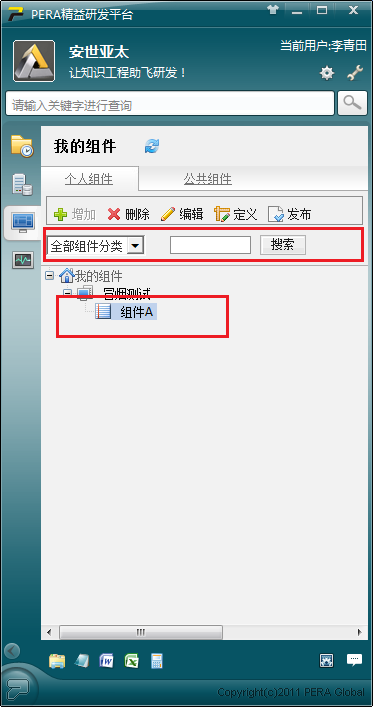 PERA精益研发平台
安世亚太
当前用户:李青田
让知识工程助飞研发！
请输入关键字进行查询
我的组件
个人组件 公共组件
增加 删除 编辑 定义 发布
全部组件分类 搜索
我的组件
冒烟测试
组件A
Copyright(c)2011 PERA Global